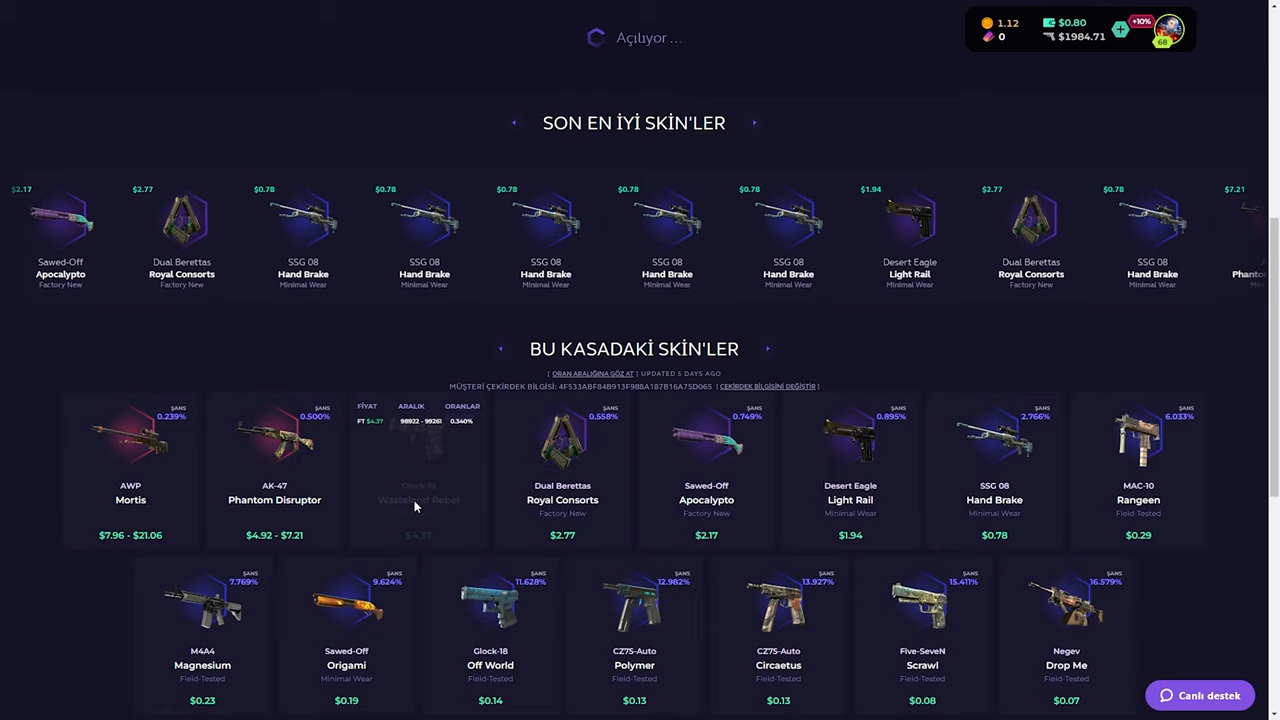 Açılıyor ...
1.12
$0.80
+10%
0
$1984.71
68
SON EN İYİ SKİN'LER
$2.17
$2.77
$0.78
$0.78
$0.78
$0.78
$0.78
$1.94
$2.77
$0.78
$7.21
Sawed-Off
Dual Berettas
SSG 08
SSG 08
SSG 08
SSG 08
SSG 08
Desert Eagle
Dual Berettas
SSG 08
Apocalypto
Royal Consorts
Hand Brake
Hand Brake
Hand Brake
Hand Brake
Hand Brake
Light Rail
Royal Consorts
Hand Brake
Factory New
Factory New
Minimal Wear
Minimal Wear
Minimal Wear
Minimal Wear
Minimal Wear
Minimal Wear
Factory New
Minimal Wear
BU KASADAKİ SKİN'LER
[ ORAN ARALIĞINA GÖZ AT ] UPDATED 5 DAYS AGO
MÜŞTERİ ÇEKİRDEK BİLGİSİ: 4F533ABF84B913F988A187B16A75D065 [ ÇEKİRDEK BİLGİSİNİ DEĞİŞTİR ]
ŞANS
0.239%
AWP
Mortis
$7.96 - $21.06
ŞANS
0.500%
AK-47
Phantom Disruptor
$4.92 - $7.21
FİYAT ARALIK ORANLAR
FT $4.37 98922 - 99261 0.340%
Glock-18
Wasteland Rebel
$4.37
ŞANS
0.558%
Dual Berettas
Royal Consorts
Factory New
$2.77
ŞANS
0.749%
Sawed-Off
Apocalypto
Factory New
$2.17
ŞANS
0.895%
Desert Eagle
Light Rail
Minimal Wear
$1.94
ŞANS
2.766%
SSG 08
Hand Brake
Minimal Wear
$0.78
ŞANS
6.033%
MAC-10
Rangeen
Field-Tested
$0.29
ŞANS
7.769%
M4A4
Magnesium
Field-Tested
$0.23
ŞANS
9.624%
Sawed-Off
Origami
Minimal Wear
$0.19
ŞANS
11.628%
Glock-18
Off World
Field-Tested
$0.14
ŞANS
12.982%
CZ75-Auto
Polymer
Field-Tested
$0.13
ŞANS
13.927%
CZ75-Auto
Circaetus
Field-Tested
$0.13
ŞANS
15.411%
Five-SeveN
Scrawl
Field-Tested
$0.08
ŞANS
16.579%
Negev
Drop Me
Field-Tested
$0.07
Canlı destek